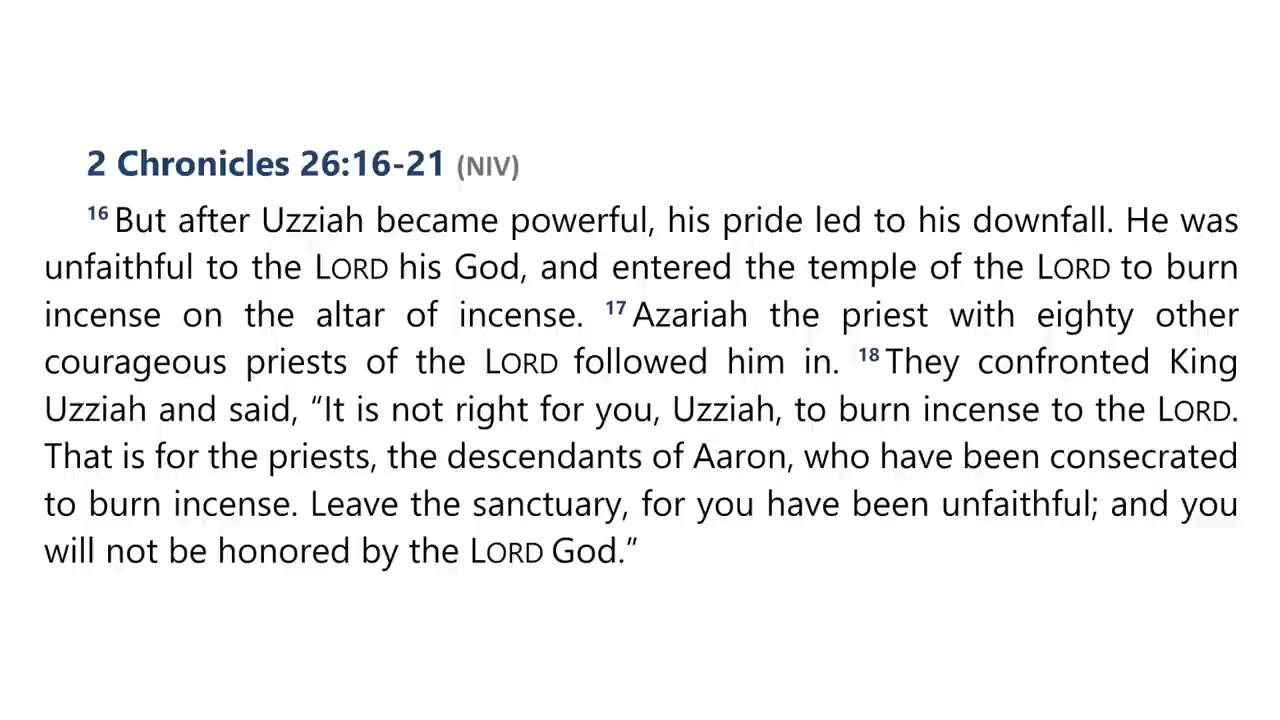 2 Chronicles 26:16-21 (NIV)
16 But after Uzziah became powerful, his pride led to his downfall. He was
unfaithful to the LORD his God, and entered the temple of the LORD to burn
incense on the altar of incense. 17 Azariah the priest with eighty other
courageous priests of the LORD followed him in. 18 They confronted King
Uzziah and said, “It is not right for you, Uzziah, to burn incense to the LORD.
That is for the priests, the descendants of Aaron, who have been consecrated
to burn incense. Leave the sanctuary, for you have been unfaithful; and you
will not be honored by the LORD God.”